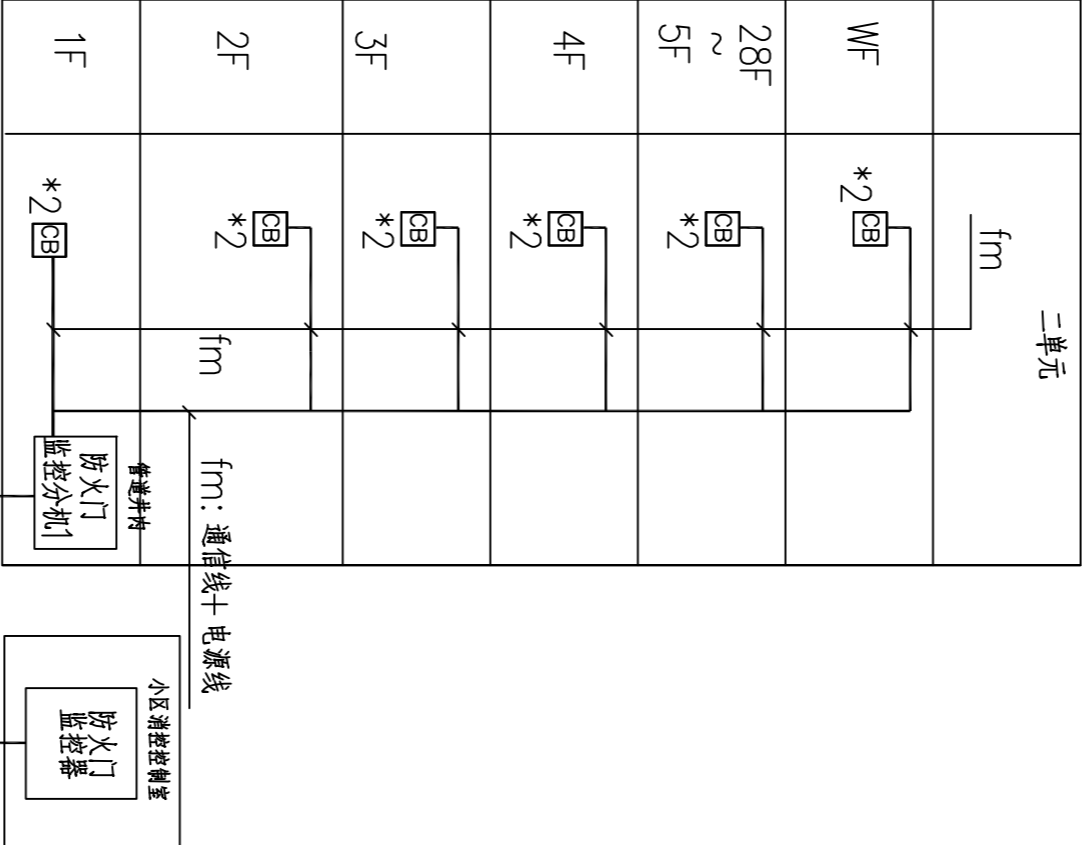 二单元
fm
WF
*2
CB
28F
~
5F
CB
*2
4F
CB
*2
3F
CB
*2
2F
CB
*2
fm
fm: 通信线+电源线
1F
*2
CB
管道井内
防火门
监控分机1
小区消控控制室
防火门
监控器